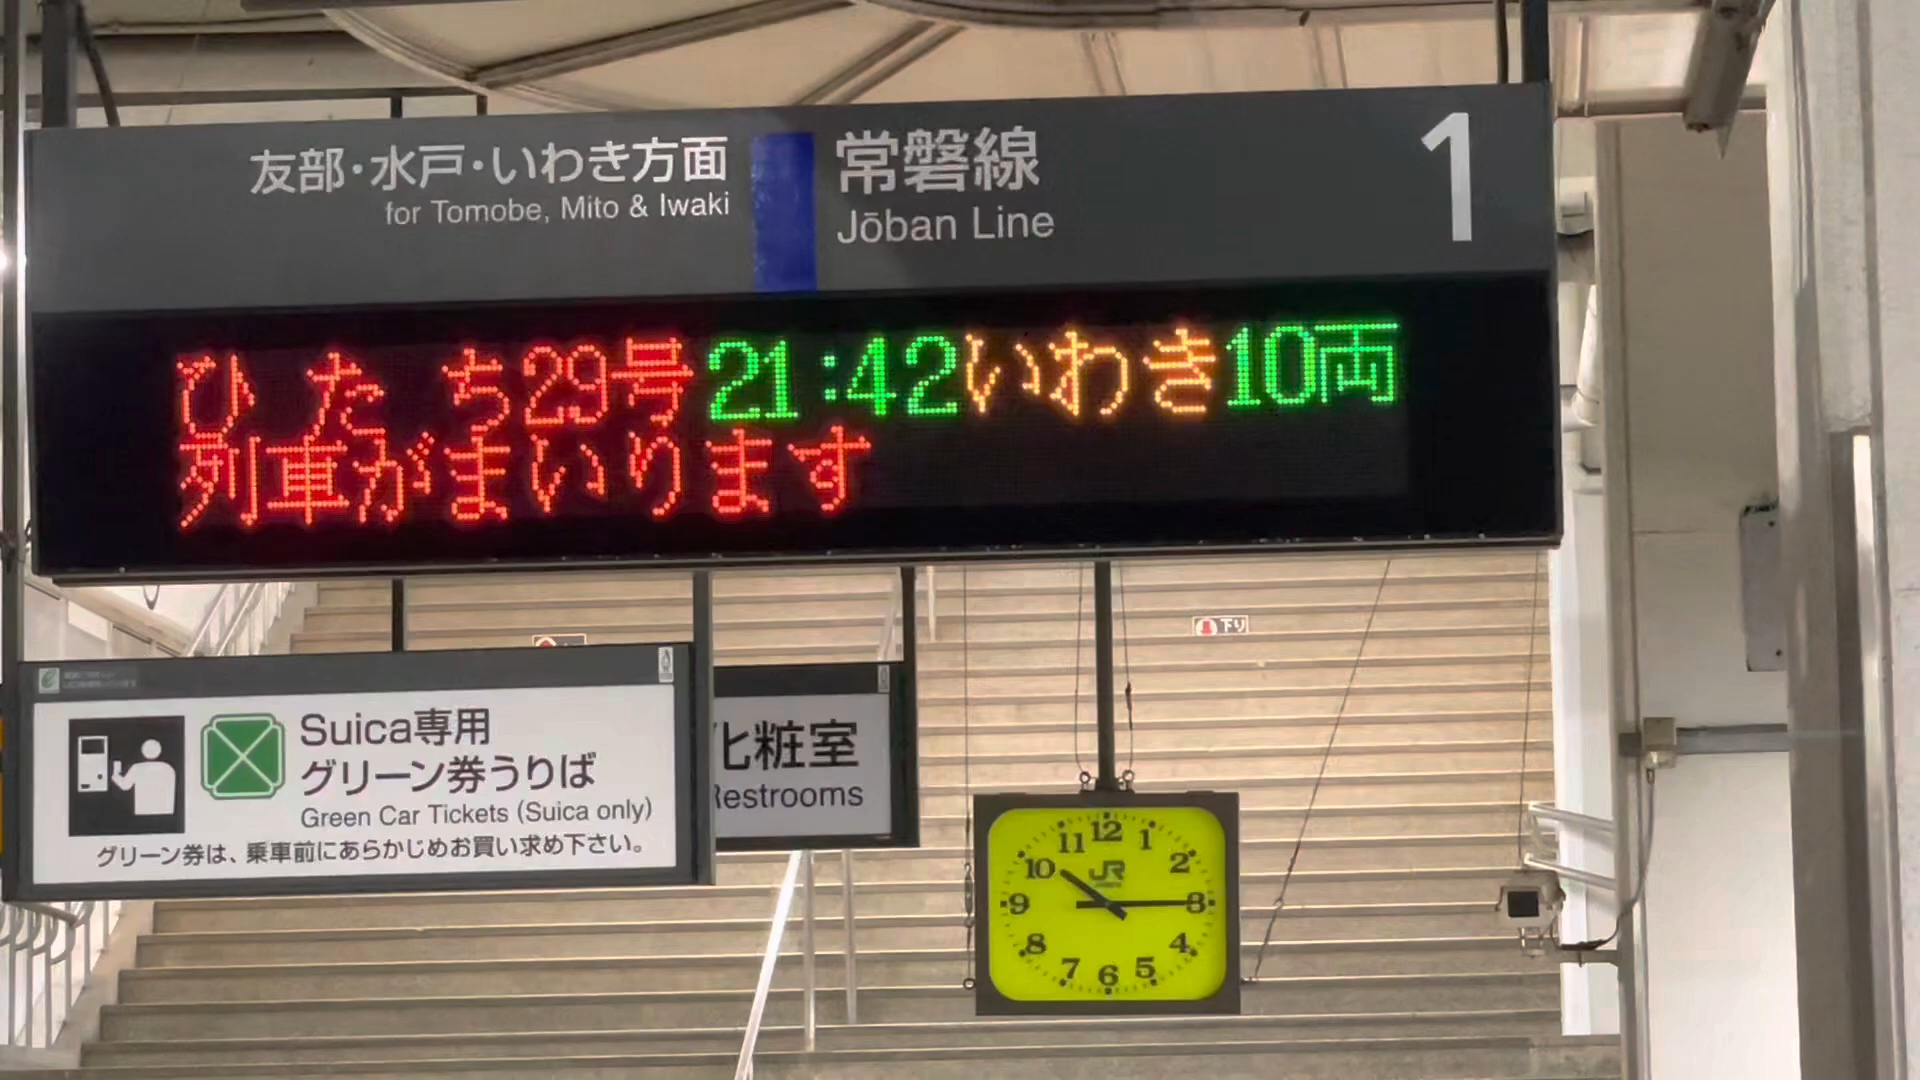 友部・水戸・いわき方面
for Tomobe, Mito & Iwaki
常磐線
Jōban Line
1
ひたち29号 21:42 いわき 10両
列車がまいります
下り
Suica専用
グリーン券うりば
Green Car Tickets (Suica only)
グリーン券は、乗車前にあらかじめお買い求め下さい。
化粧室
Restrooms
JR
12
1
2
3
4
5
6
7
8
9
10
11